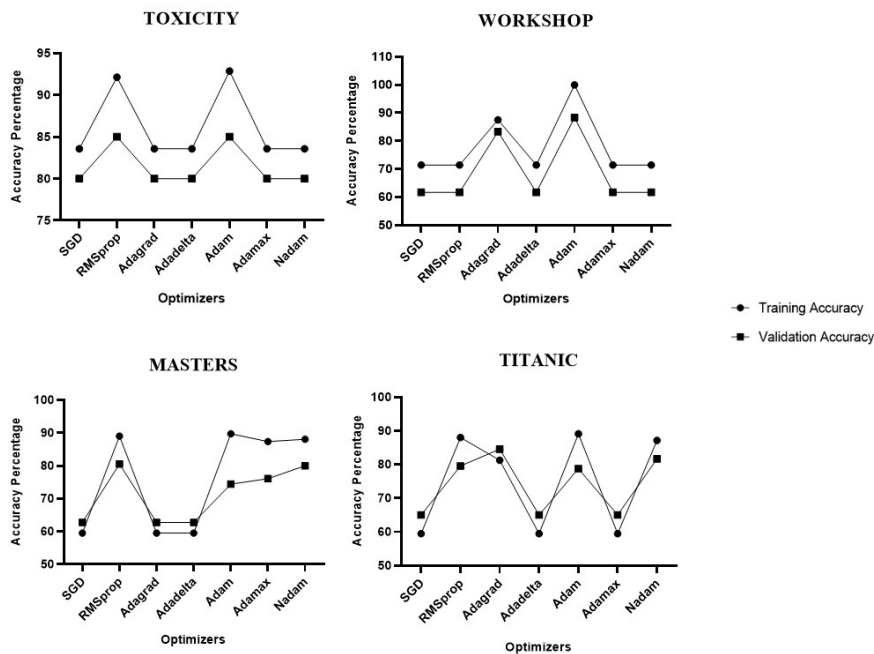 TOXICITY
Accuracy Percentage
95
90
85
80
75
SGD
RMSprop
Adagrad
Adadelta
Adam
Adamax
Nadam
Optimizers
WORKSHOP
Accuracy Percentage
110
100
90
80
70
60
50
SGD
RMSprop
Adagrad
Adadelta
Adam
Adamax
Nadam
Optimizers
Training Accuracy
Validation Accuracy
MASTERS
Accuracy Percentage
100
90
80
70
60
50
SGD
RMSprop
Adagrad
Adadelta
Adam
Adamax
Nadam
Optimizers
TITANIC
Accuracy Percentage
100
90
80
70
60
50
SGD
RMSprop
Adagrad
Adadelta
Adam
Adamax
Nadam
Optimizers